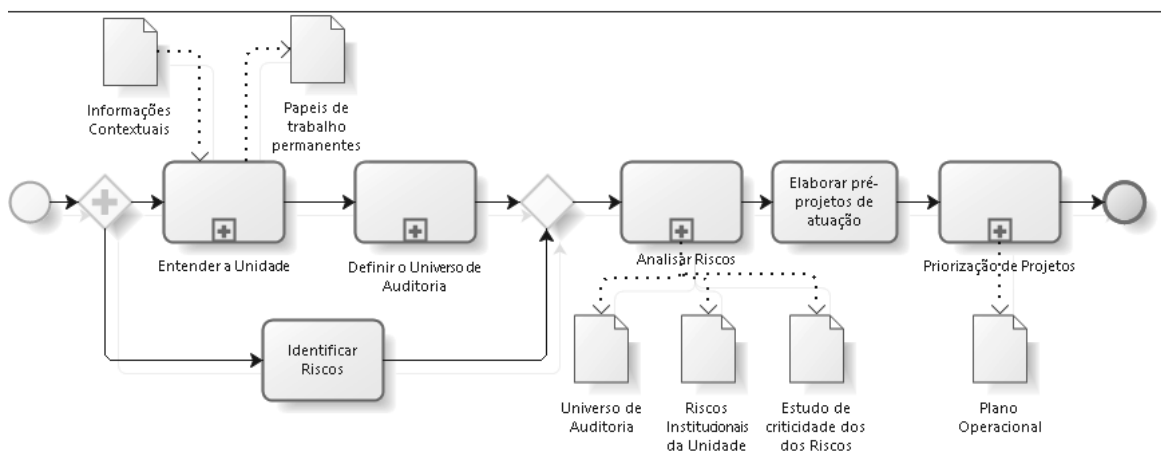 Informações
Contextuais
Papeis de
trabalho
permanentes
Entender a Unidade
Definir o Universo de
Auditoria
Identificar
Riscos
Analisar Riscos
Elaborar pré-
projetos de
atuação
Priorização de Projetos
Universo de
Auditoria
Riscos
Institucionais
da Unidade
Estudo de
criticidade dos
dos Riscos
Plano
Operacional